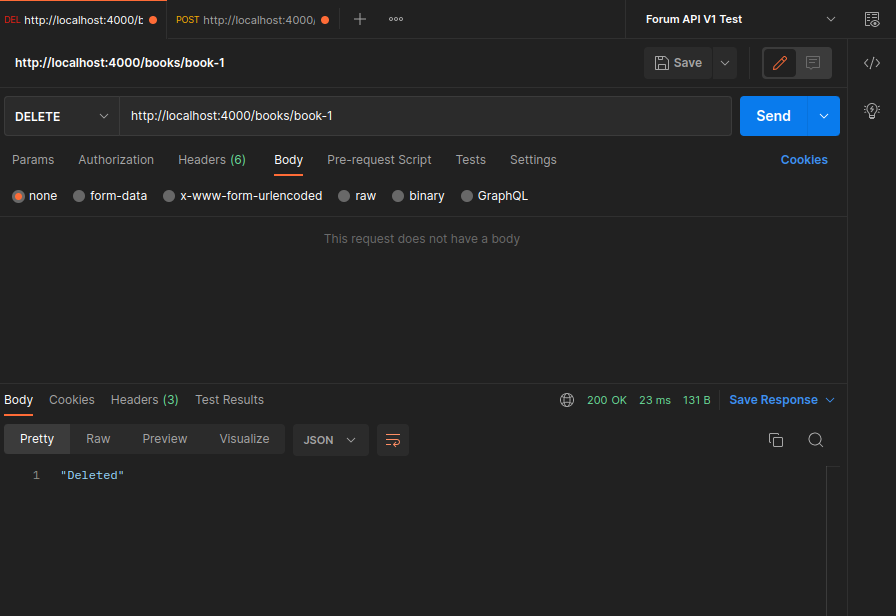 DEL http://localhost:4000/b POST http://localhost:4000/ Forum API V1 Test
http://localhost:4000/books/book-1 Save
DELETE http://localhost:4000/books/book-1 Send
Params Authorization Headers (6) Body Pre-request Script Tests Settings Cookies
none form-data x-www-form-urlencoded raw binary GraphQL
This request does not have a body
Body Cookies Headers (3) Test Results 200 OK 23 ms 131 B Save Response
Pretty Raw Preview Visualize JSON
1 "Deleted"